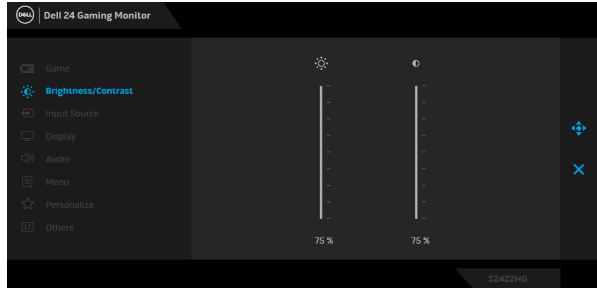 DELL
Dell 24 Gaming Monitor
Game
Brightness/Contrast
Input Source
Display
Audio
Menu
Personalize
Others
75 % 75 %
S2422HG